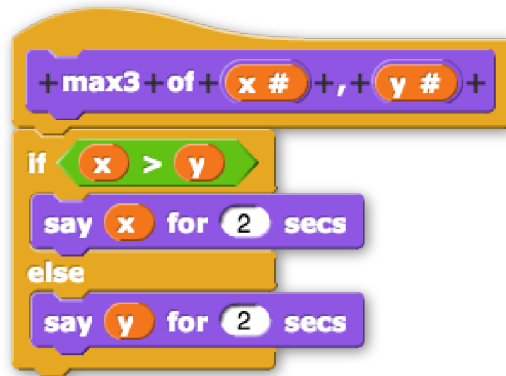 +max3+of+ x # +,+ y # +
if x > y
say x for 2 secs
else
say y for 2 secs